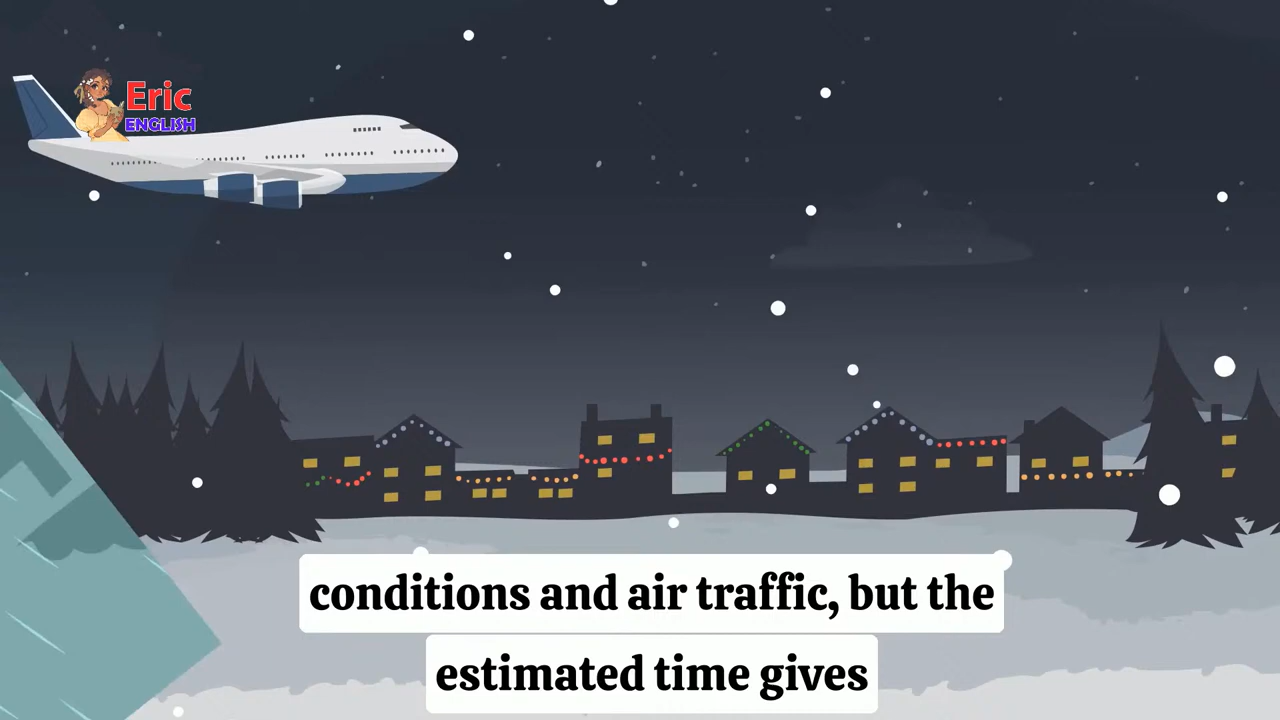 Eric
ENGLISH
conditions and air traffic, but the
estimated time gives